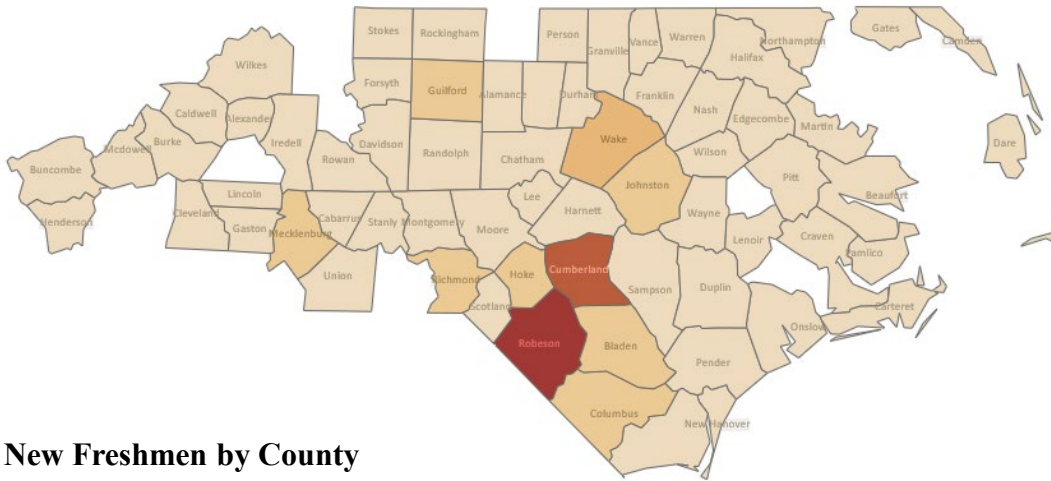 Stokes
Rockingham
Person
Granville
Vance
Warren
Northampton
Gates
Camden
Wilkes
Halifax
Forsyth
Guilford
Alamance
Durham
Franklin
Nash
Edgecombe
Martin
Caldwell
Alexander
Iredell
Davidson
Randolph
Chatham
Wake
Wilson
Pitt
Dare
Buncombe
Mcdowell
Burke
Rowan
Johnston
Beaufort
Lincoln
Lee
Harnett
Wayne
Henderson
Cleveland
Gaston
Mecklenburg
Cabarrus
Stanly
Montgomery
Moore
Lenoir
Craven
Pamlico
Union
Richmond
Hoke
Cumberland
Sampson
Duplin
Scotland
Carteret
Onslow
Robeson
Bladen
Pender
Columbus
New Hanover
New Freshmen by County